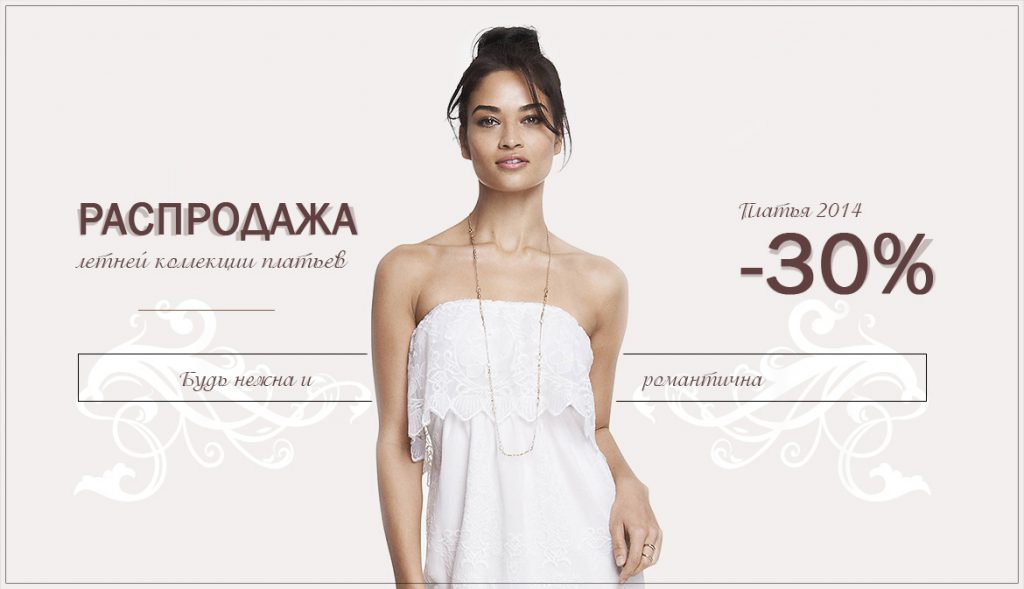 РАСПРОДАЖА
летней коллекции платьев
Платья 2014
-30%
Будь нежна и романтична